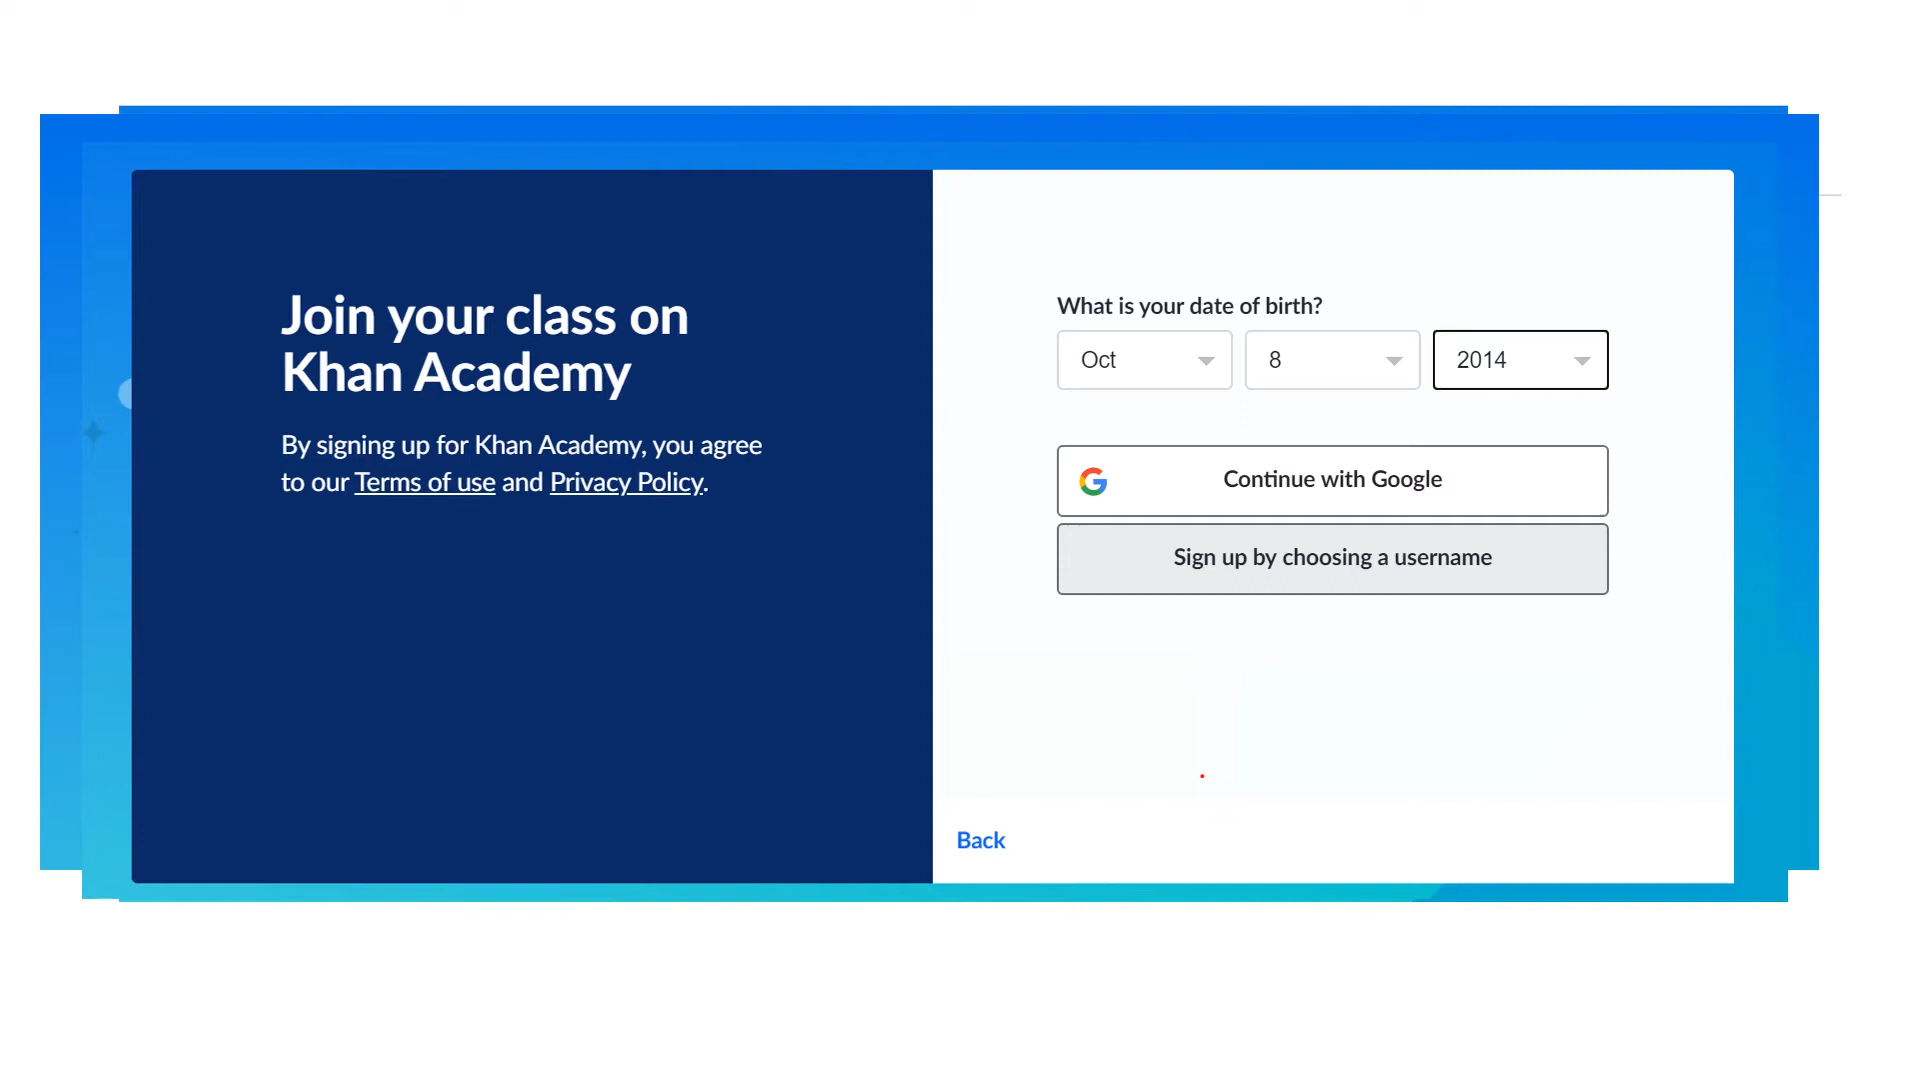 Join your class on
Khan Academy
By signing up for Khan Academy, you agree
to our Terms of use and Privacy Policy.
What is your date of birth?
Oct 8 2014
Continue with Google
Sign up by choosing a username
Back